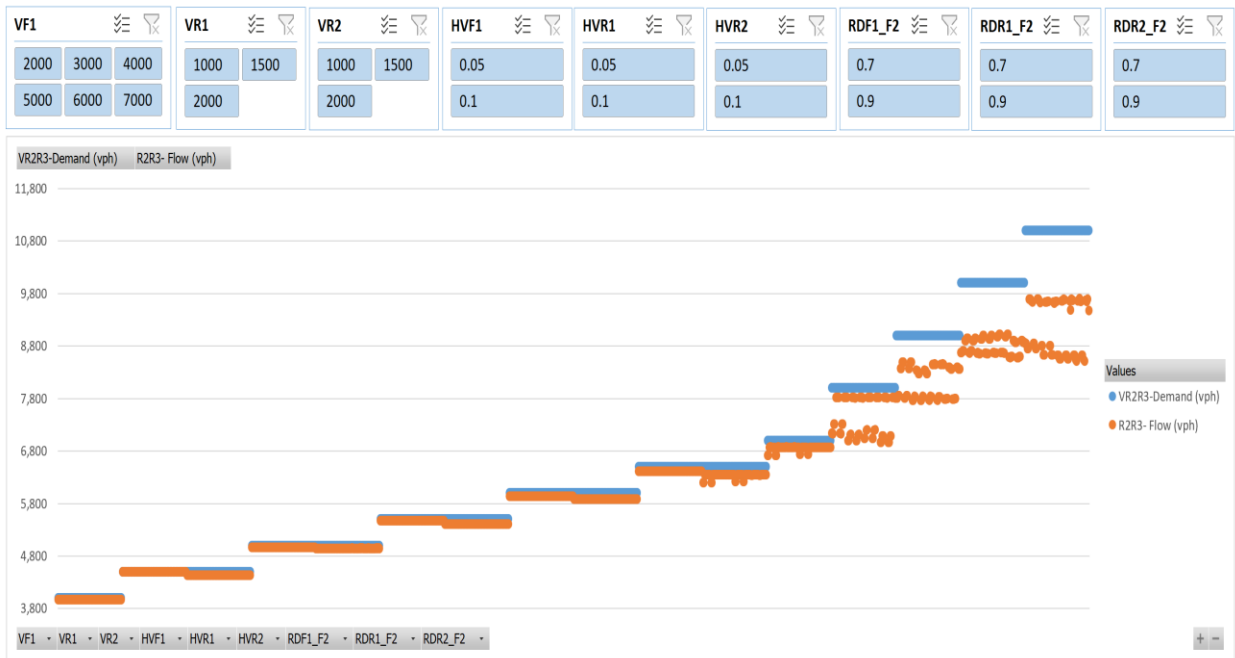 VF1 VR1 VR2 HVF1 HVR1 HVR2 RDF1_F2 RDR1_F2 RDR2_F2
2000 3000 4000 1000 1500 1000 1500 0.05 0.05 0.05 0.7 0.7 0.7
5000 6000 7000 2000 2000 0.1 0.1 0.1 0.9 0.9 0.9
VR2R3-Demand (vph) R2R3- Flow (vph)
11,800
10,800
9,800
8,800
7,800
6,800
5,800
4,800
3,800
Values
VR2R3-Demand (vph)
R2R3- Flow (vph)
VF1 VR1 VR2 HVF1 HVR1 HVR2 RDF1_F2 RDR1_F2 RDR2_F2 + −